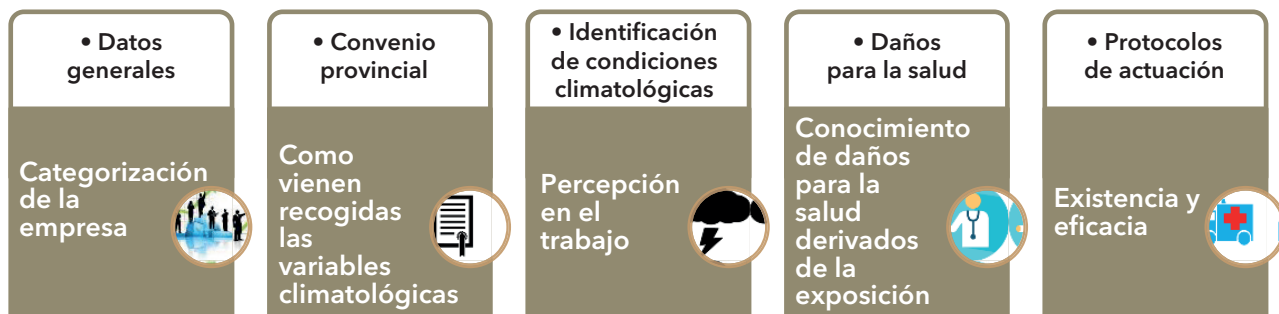 • Datos
generales
Categorización
de la
empresa
• Convenio
provincial
Como
vienen
recogidas
las
variables
climatológicas
• Identificación
de condiciones
climatológicas
Percepción
en el
trabajo
• Daños
para la salud
Conocimiento
de daños
para la
salud
derivados
de la
exposición
• Protocolos
de actuación
Existencia y
eficacia